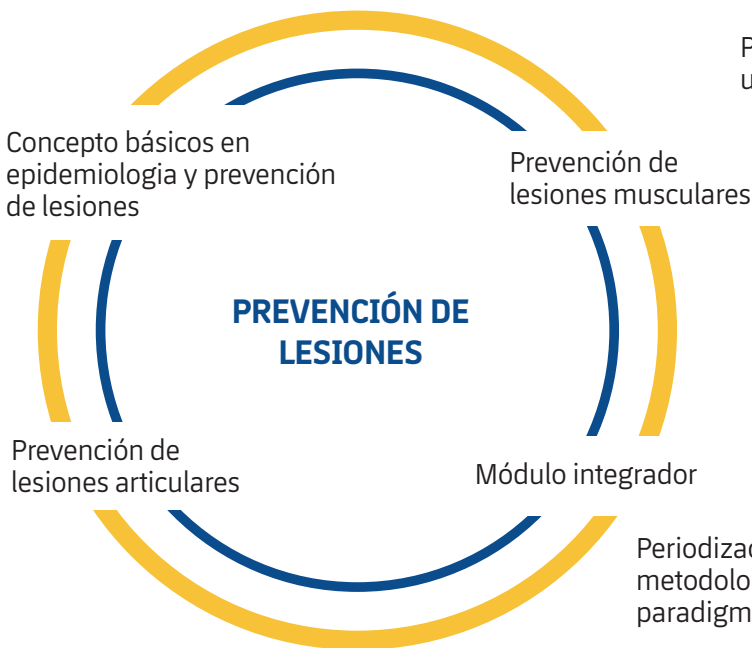 Concepto básicos en
epidemiologia y prevención
de lesiones
Prevención de
lesiones musculares
PREVENCIÓN DE
LESIONES
Prevención de
lesiones articulares
Módulo integrador